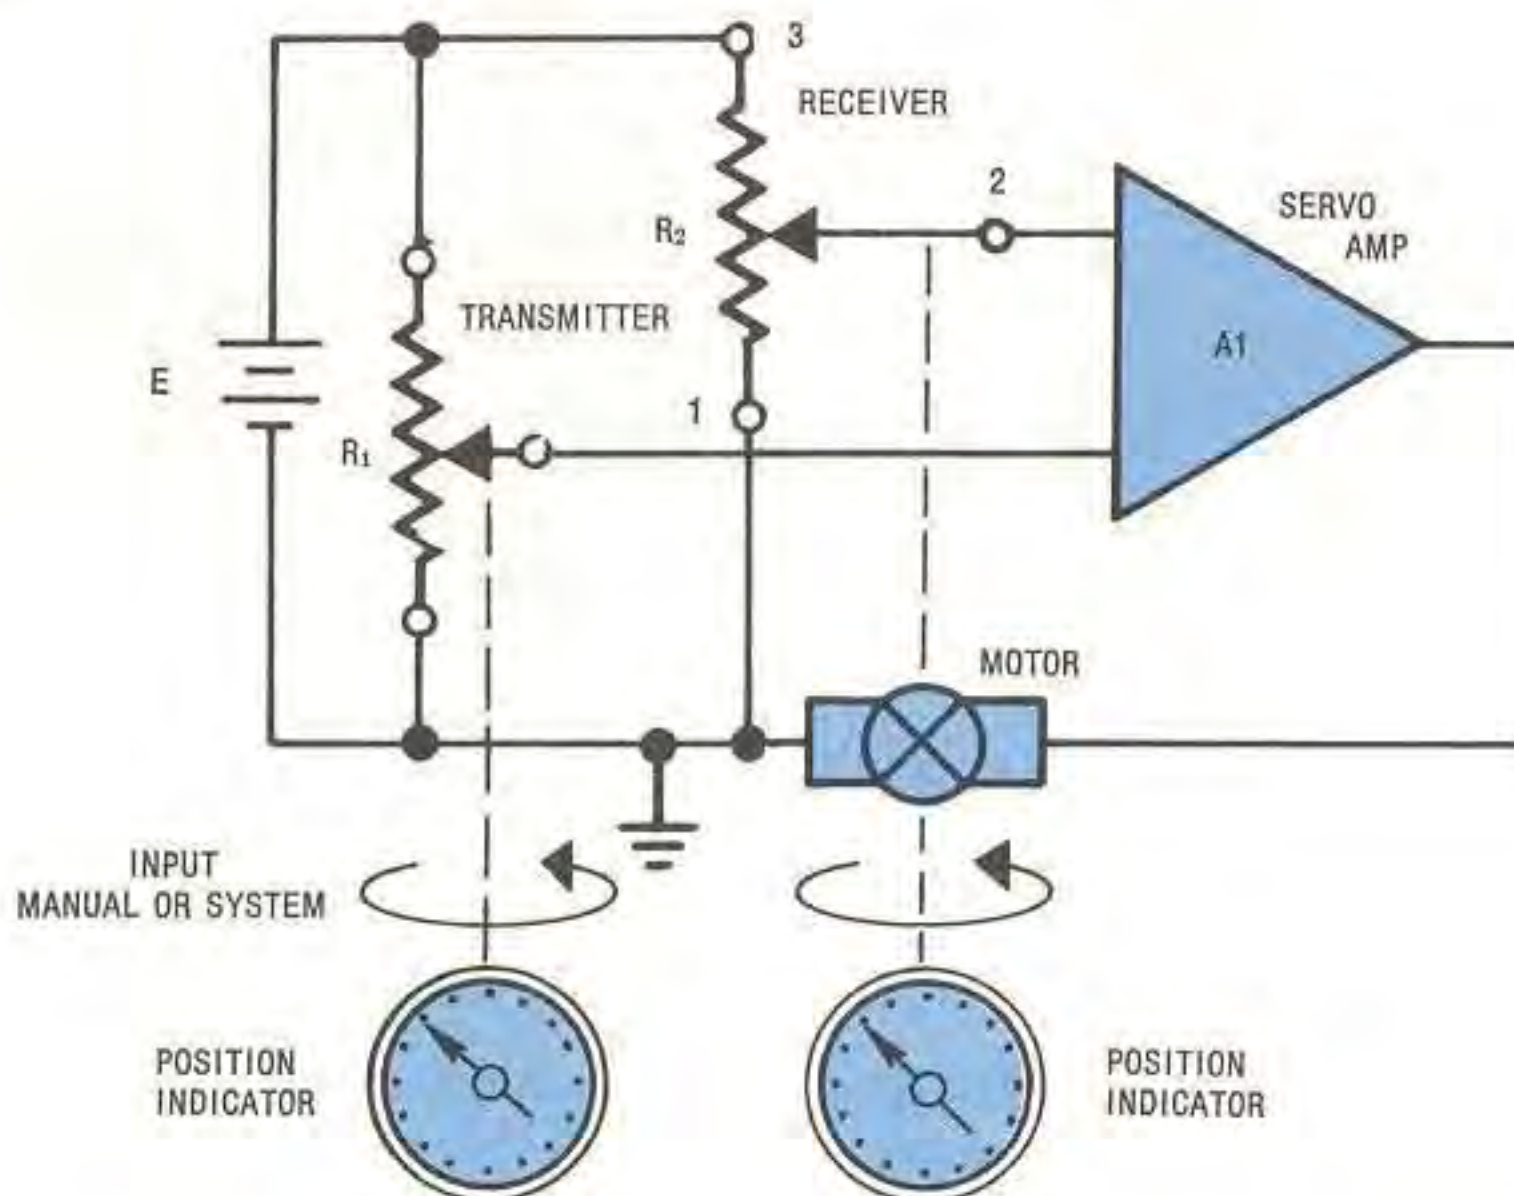 3
RECEIVER
2
SERVO
AMP
R₂
TRANSMITTER
A1
E
1
R₁
MOTOR
INPUT
MANUAL OR SYSTEM
POSITION
INDICATOR
POSITION
INDICATOR